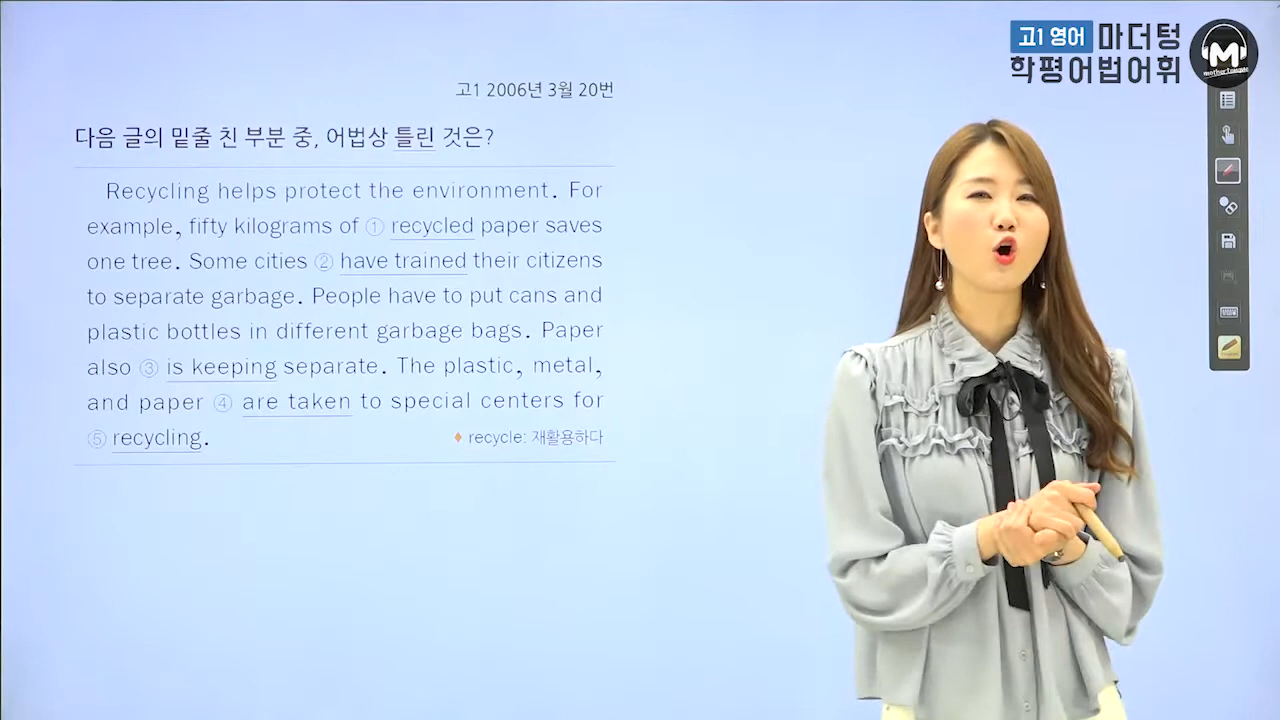 고1 영어 마더텅
학평어법어휘
M
mother tongue
고1 2006년 3월 20번
다음 글의 밑줄 친 부분 중, 어법상 틀린 것은?
Recycling helps protect the environment. For
example, fifty kilograms of ① recycled paper saves
one tree. Some cities ② have trained their citizens
to separate garbage. People have to put cans and
plastic bottles in different garbage bags. Paper
also ③ is keeping separate. The plastic, metal,
and paper ④ are taken to special centers for
⑤ recycling.
♦ recycle: 재활용하다